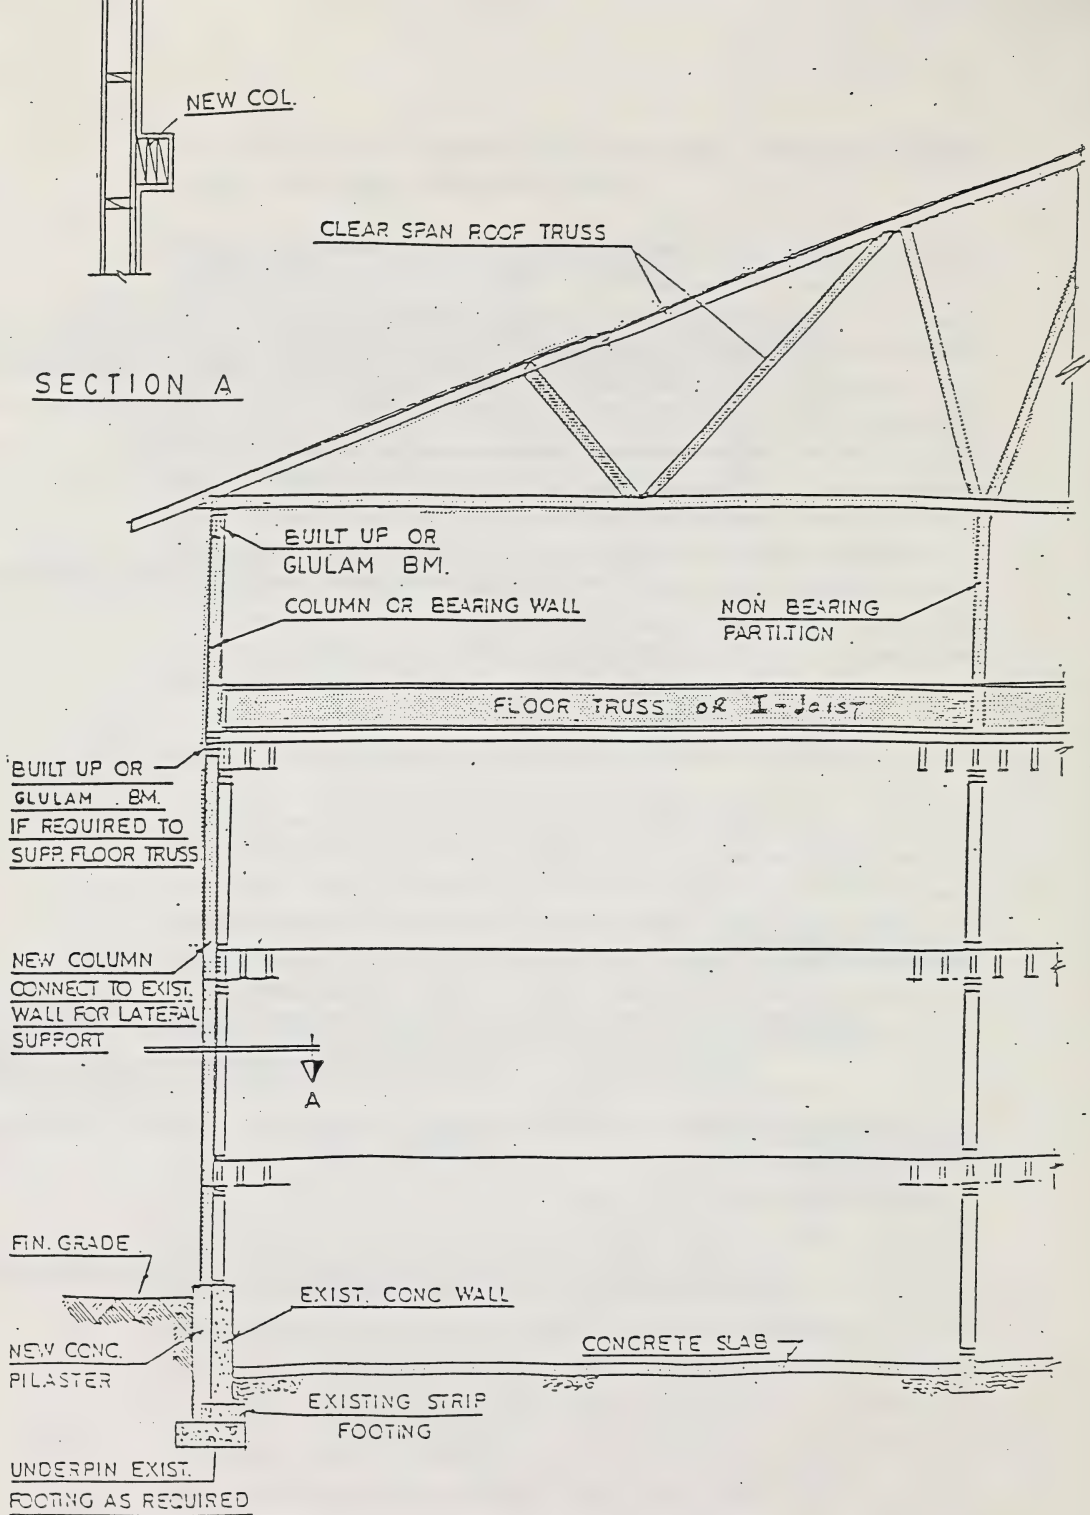 NEW COL.
CLEAR SPAN ROOF TRUSS
SECTION A
BUILT UP OR
GLULAM BM.
COLUMN OR BEARING WALL
NON BEARING
PARTITION
FLOOR TRUSS OR I-Joist
BUILT UP OR
GLULAM BM.
IF REQUIRED TO
SUPP. FLOOR TRUSS
NEW COLUMN
CONNECT TO EXIST.
WALL FOR LATERAL
SUPPORT
A
FIN. GRADE
EXIST. CONC WALL
NEW CONC.
PILASTER
CONCRETE SLAB
EXISTING STRIP
FOOTING
UNDERPIN EXIST.
FOOTING AS REQUIRED